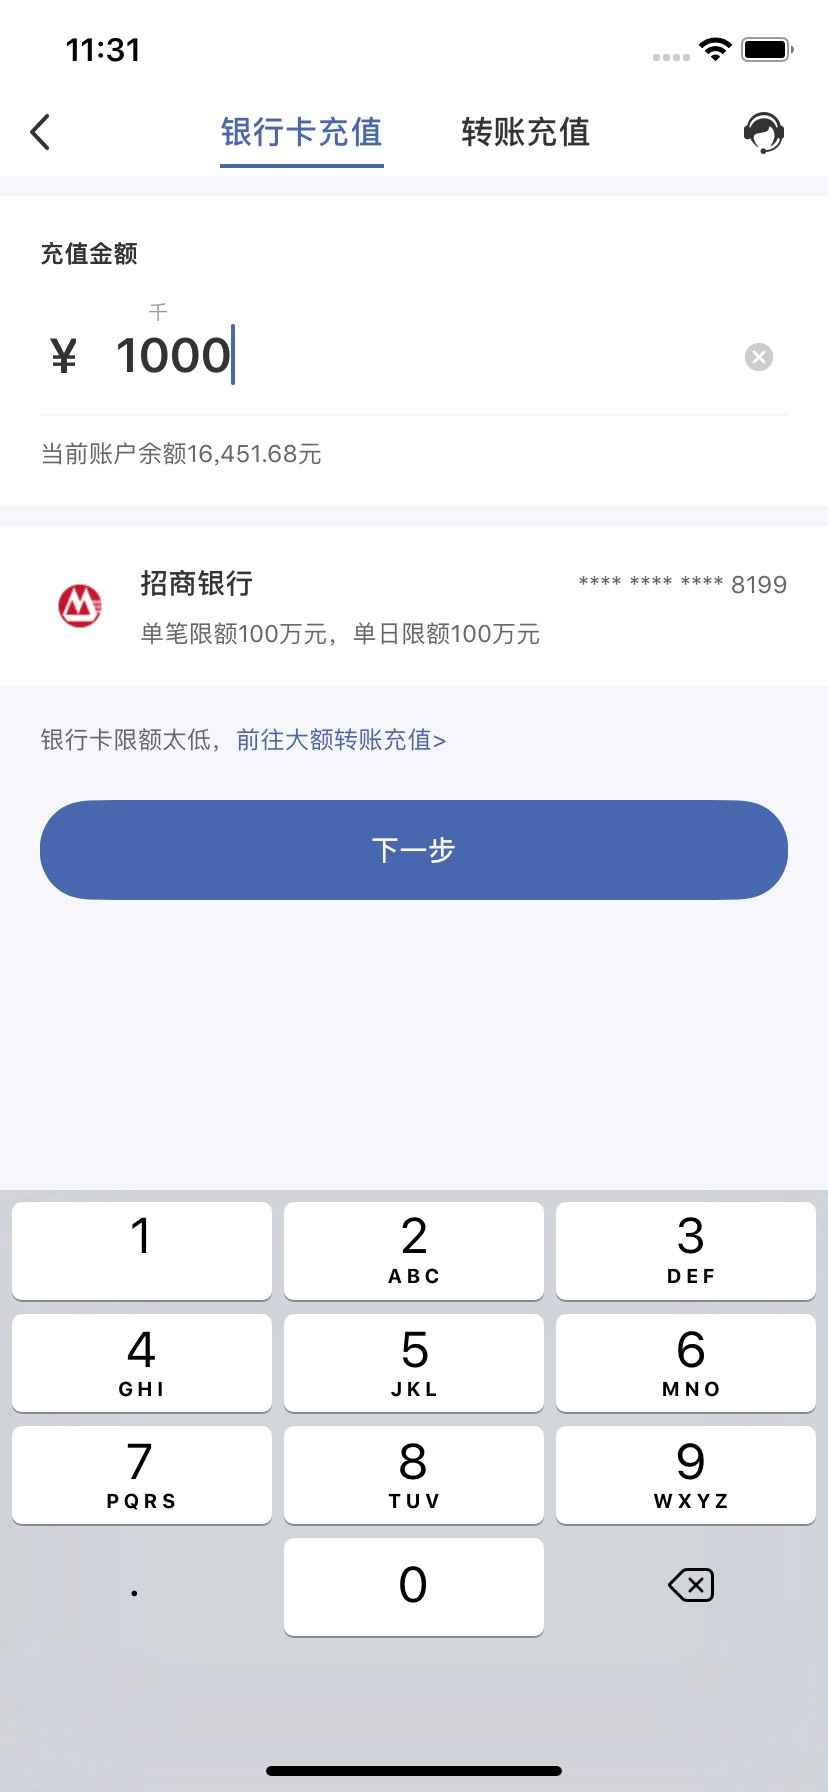 11:31
银行卡充值 转账充值
充值金额
千
¥ 1000
当前账户余额16,451.68元
招商银行 **** **** **** 8199
单笔限额100万元，单日限额100万元
银行卡限额太低，前往大额转账充值>
下一步
1 2 3
ABC DEF
4 5 6
GHI JKL MNO
7 8 9
PQRS TUV WXYZ
. 0